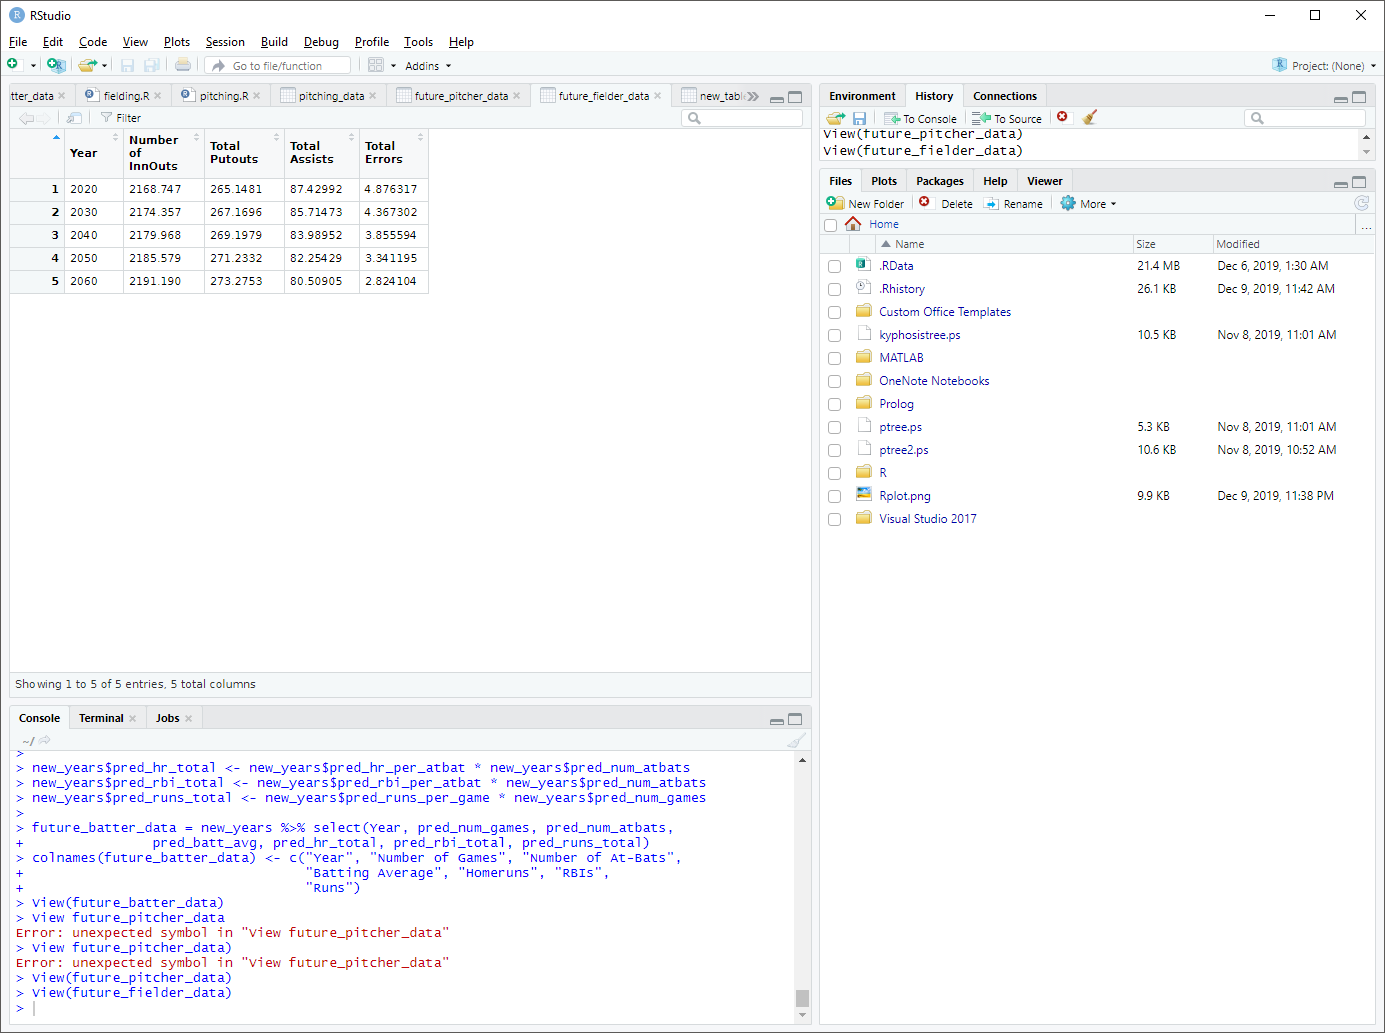 RStudio
File Edit Code View Plots Session Build Debug Profile Tools Help
Go to file/function Addins Project: (None)
tter_data fielding.R pitching.R pitching_data future_pitcher_data future_fielder_data new_tabl
Filter
Year Number of InnOuts Total Putouts Total Assists Total Errors
1 2020 2168.747 265.1481 87.42992 4.876317
2 2030 2174.357 267.1696 85.71473 4.367302
3 2040 2179.968 269.1979 83.98952 3.855594
4 2050 2185.579 271.2332 82.25429 3.341195
5 2060 2191.190 273.2753 80.50905 2.824104
Showing 1 to 5 of 5 entries, 5 total columns
Console Terminal Jobs
~/
>
> new_years$pred_hr_total <- new_years$pred_hr_per_atbat * new_years$pred_num_atbats
> new_years$pred_rbi_total <- new_years$pred_rbi_per_atbat * new_years$pred_num_atbats
> new_years$pred_runs_total <- new_years$pred_runs_per_game * new_years$pred_num_games
>
> future_batter_data = new_years %>% select(Year, pred_num_games, pred_num_atbats,
+ pred_batt_avg, pred_hr_total, pred_rbi_total, pred_runs_total)
> colnames(future_batter_data) <- c("Year", "Number of Games", "Number of At-Bats",
+ "Batting Average", "Homeruns", "RBIs",
+ "Runs")
> View(future_batter_data)
> View future_pitcher_data
Error: unexpected symbol in "View future_pitcher_data"
> View future_pitcher_data)
Error: unexpected symbol in "View future_pitcher_data"
> View(future_pitcher_data)
> View(future_fielder_data)
>
Environment History Connections
To Console To Source
View(future_pitcher_data)
View(future_fielder_data)
Files Plots Packages Help Viewer
New Folder Delete Rename More
Home ...
Name Size Modified
.RData 21.4 MB Dec 6, 2019, 1:30 AM
.Rhistory 26.1 KB Dec 9, 2019, 11:42 AM
Custom Office Templates
kyphosistree.ps 10.5 KB Nov 8, 2019, 11:01 AM
MATLAB
OneNote Notebooks
Prolog
ptree.ps 5.3 KB Nov 8, 2019, 11:01 AM
ptree2.ps 10.6 KB Nov 8, 2019, 10:52 AM
R
Rplot.png 9.9 KB Dec 9, 2019, 11:38 PM
Visual Studio 2017